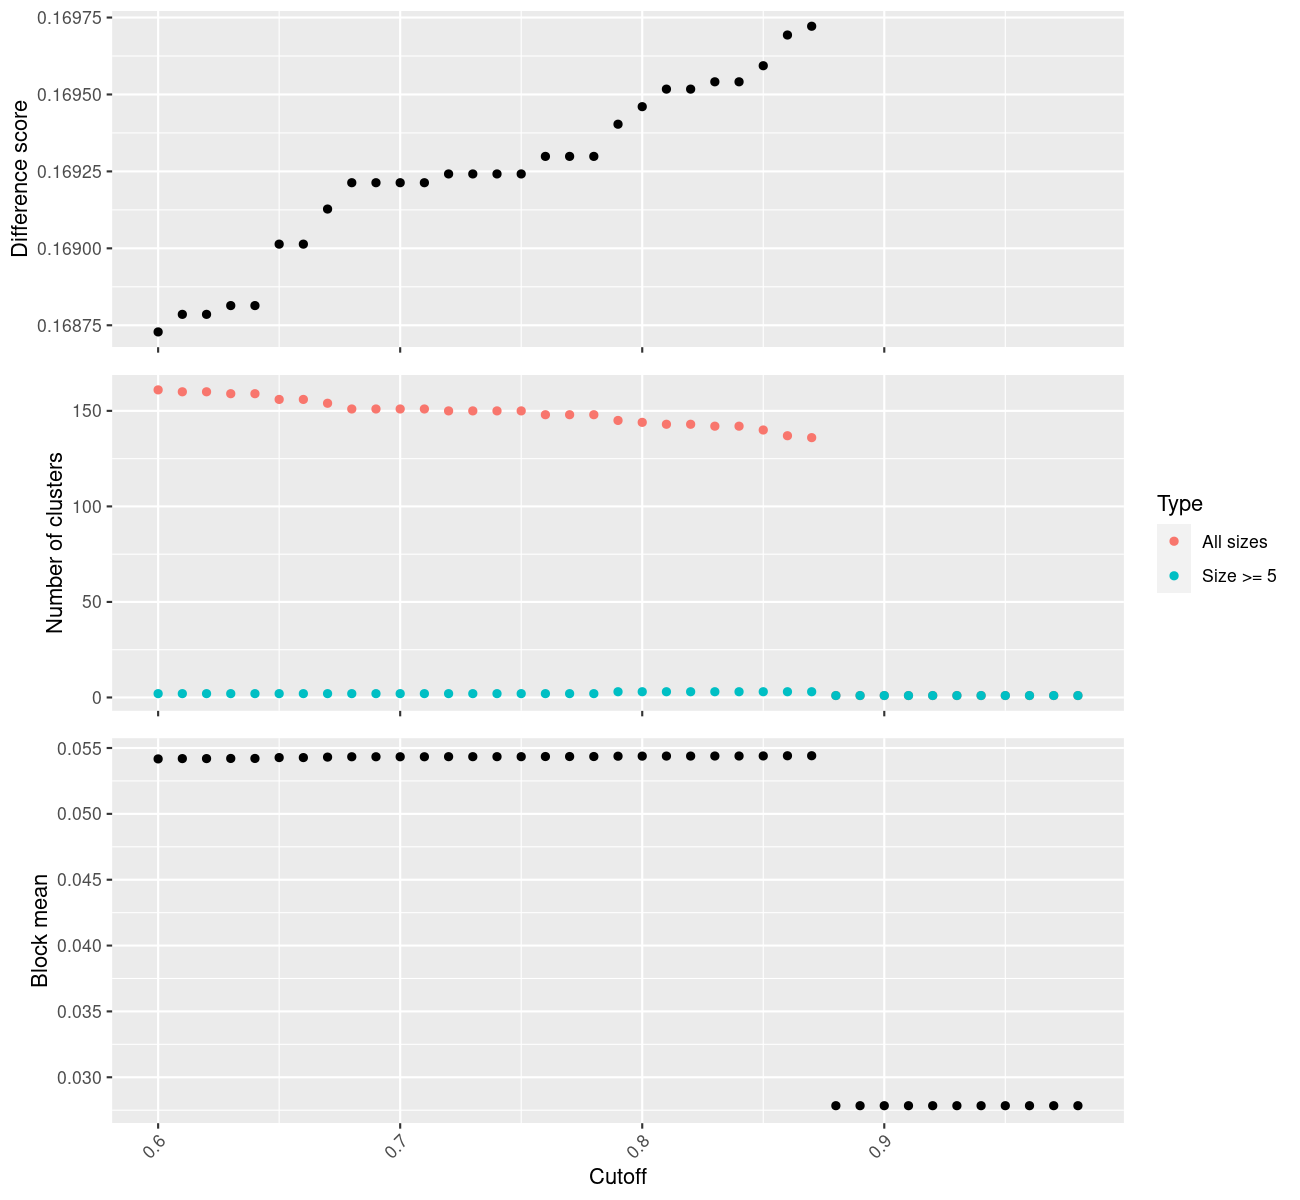 Difference score
0.16975
0.16950
0.16925
0.16900
0.16875
Number of clusters
150
100
50
0
Type
All sizes
Size >= 5
Block mean
0.055
0.050
0.045
0.040
0.035
0.030
0.6
0.7
0.8
0.9
Cutoff